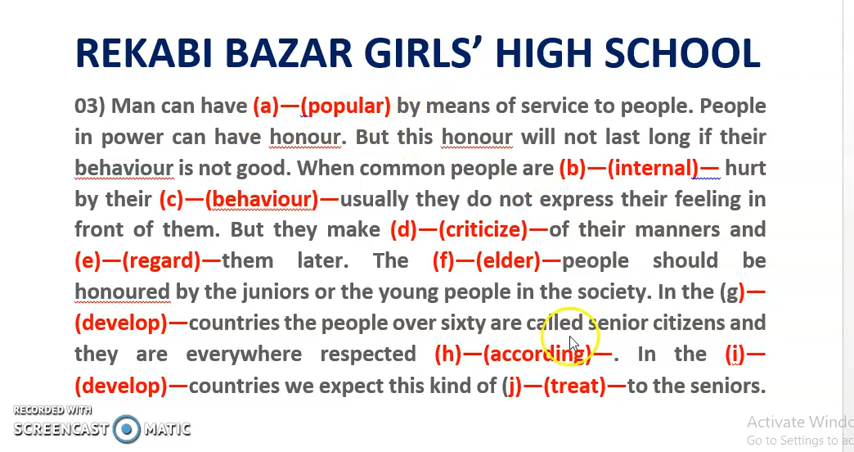 REKABI BAZAR GIRLS’ HIGH SCHOOL
03) Man can have (a)—(popular) by means of service to people. People
in power can have honour. But this honour will not last long if their
behaviour is not good. When common people are (b)—(internal)— hurt
by their (c)—(behaviour)—usually they do not express their feeling in
front of them. But they make (d)—(criticize)—of their manners and
(e)—(regard)—them later. The (f)—(elder)—people should be
honoured by the juniors or the young people in the society. In the (g)—
(develop)—countries the people over sixty are called senior citizens and
they are everywhere respected (h)—(according)—. In the (i)—
(develop)—countries we expect this kind of (j)—(treat)—to the seniors.
RECORDED WITH
SCREENCAST MATIC
Activate Windo
Go to Settings to ac